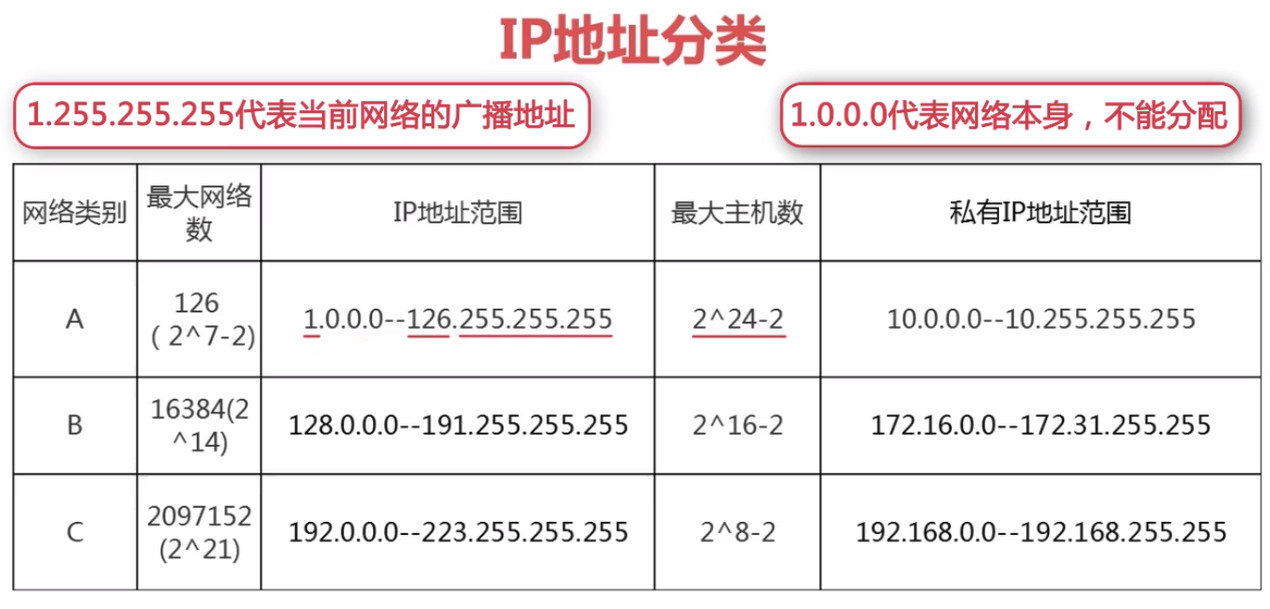 IP地址分类
1.255.255.255代表当前网络的广播地址
1.0.0.0代表网络本身，不能分配
网络类别
最大网络
数
IP地址范围
最大主机数
私有IP地址范围
A
126
（2^7-2)
1.0.0.0--126.255.255.255
2^24-2
10.0.0.0--10.255.255.255
B
16384(2
^14)
128.0.0.0--191.255.255.255
2^16-2
172.16.0.0--172.31.255.255
C
2097152
(2^21)
192.0.0.0--223.255.255.255
2^8-2
192.168.0.0--192.168.255.255